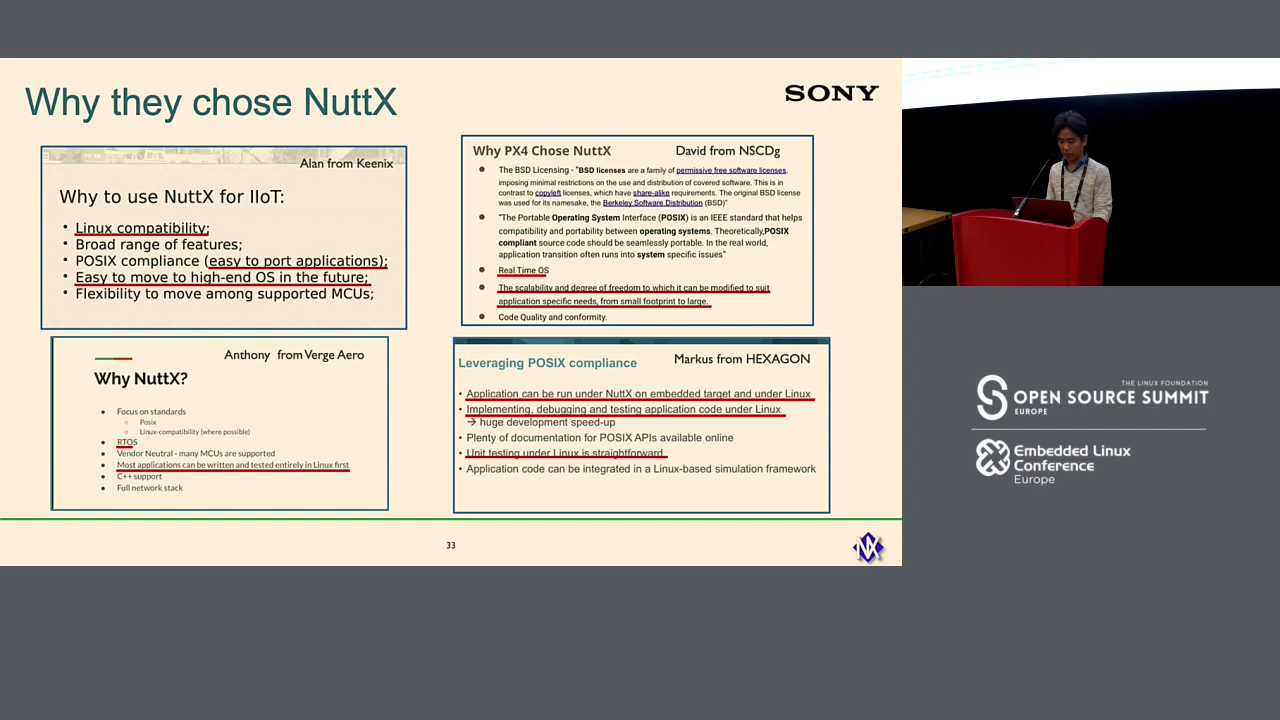 Why they chose NuttX
SONY
Alan from Keenix
Why to use NuttX for IIoT:
• Linux compatibility;
• Broad range of features;
• POSIX compliance (easy to port applications);
• Easy to move to high-end OS in the future;
• Flexibility to move among supported MCUs;
Why PX4 Chose NuttX
David from NSCDg
● The BSD Licensing - "BSD licenses are a family of permissive free software licenses,
imposing minimal restrictions on the use and distribution of covered software. This is in
contrast to copyleft licenses, which have share-alike requirements. The original BSD license
was used for its namesake, the Berkeley Software Distribution (BSD)"
● "The Portable Operating System Interface (POSIX) is an IEEE standard that helps
compatibility and portability between operating systems. Theoretically,POSIX
compliant source code should be seamlessly portable. In the real world,
application transition often runs into system specific issues"
● Real Time OS
● The scalability and degree of freedom to which it can be modified to suit
application specific needs, from small footprint to large.
● Code Quality and conformity.
Anthony from Verge Aero
Why NuttX?
● Focus on standards
○ Posix
○ Linux-compatibility (where possible)
● RTOS
● Vendor Neutral - many MCUs are supported
● Most applications can be written and tested entirely in Linux first
● C++ support
● Full network stack
Markus from HEXAGON
Leveraging POSIX compliance
• Application can be run under NuttX on embedded target and under Linux
• Implementing, debugging and testing application code under Linux
→ huge development speed-up
• Plenty of documentation for POSIX APIs available online
• Unit testing under Linux is straightforward
• Application code can be integrated in a Linux-based simulation framework
33
NX
THE LINUX FOUNDATION
OPEN SOURCE SUMMIT
EUROPE
Embedded Linux
Conference
Europe